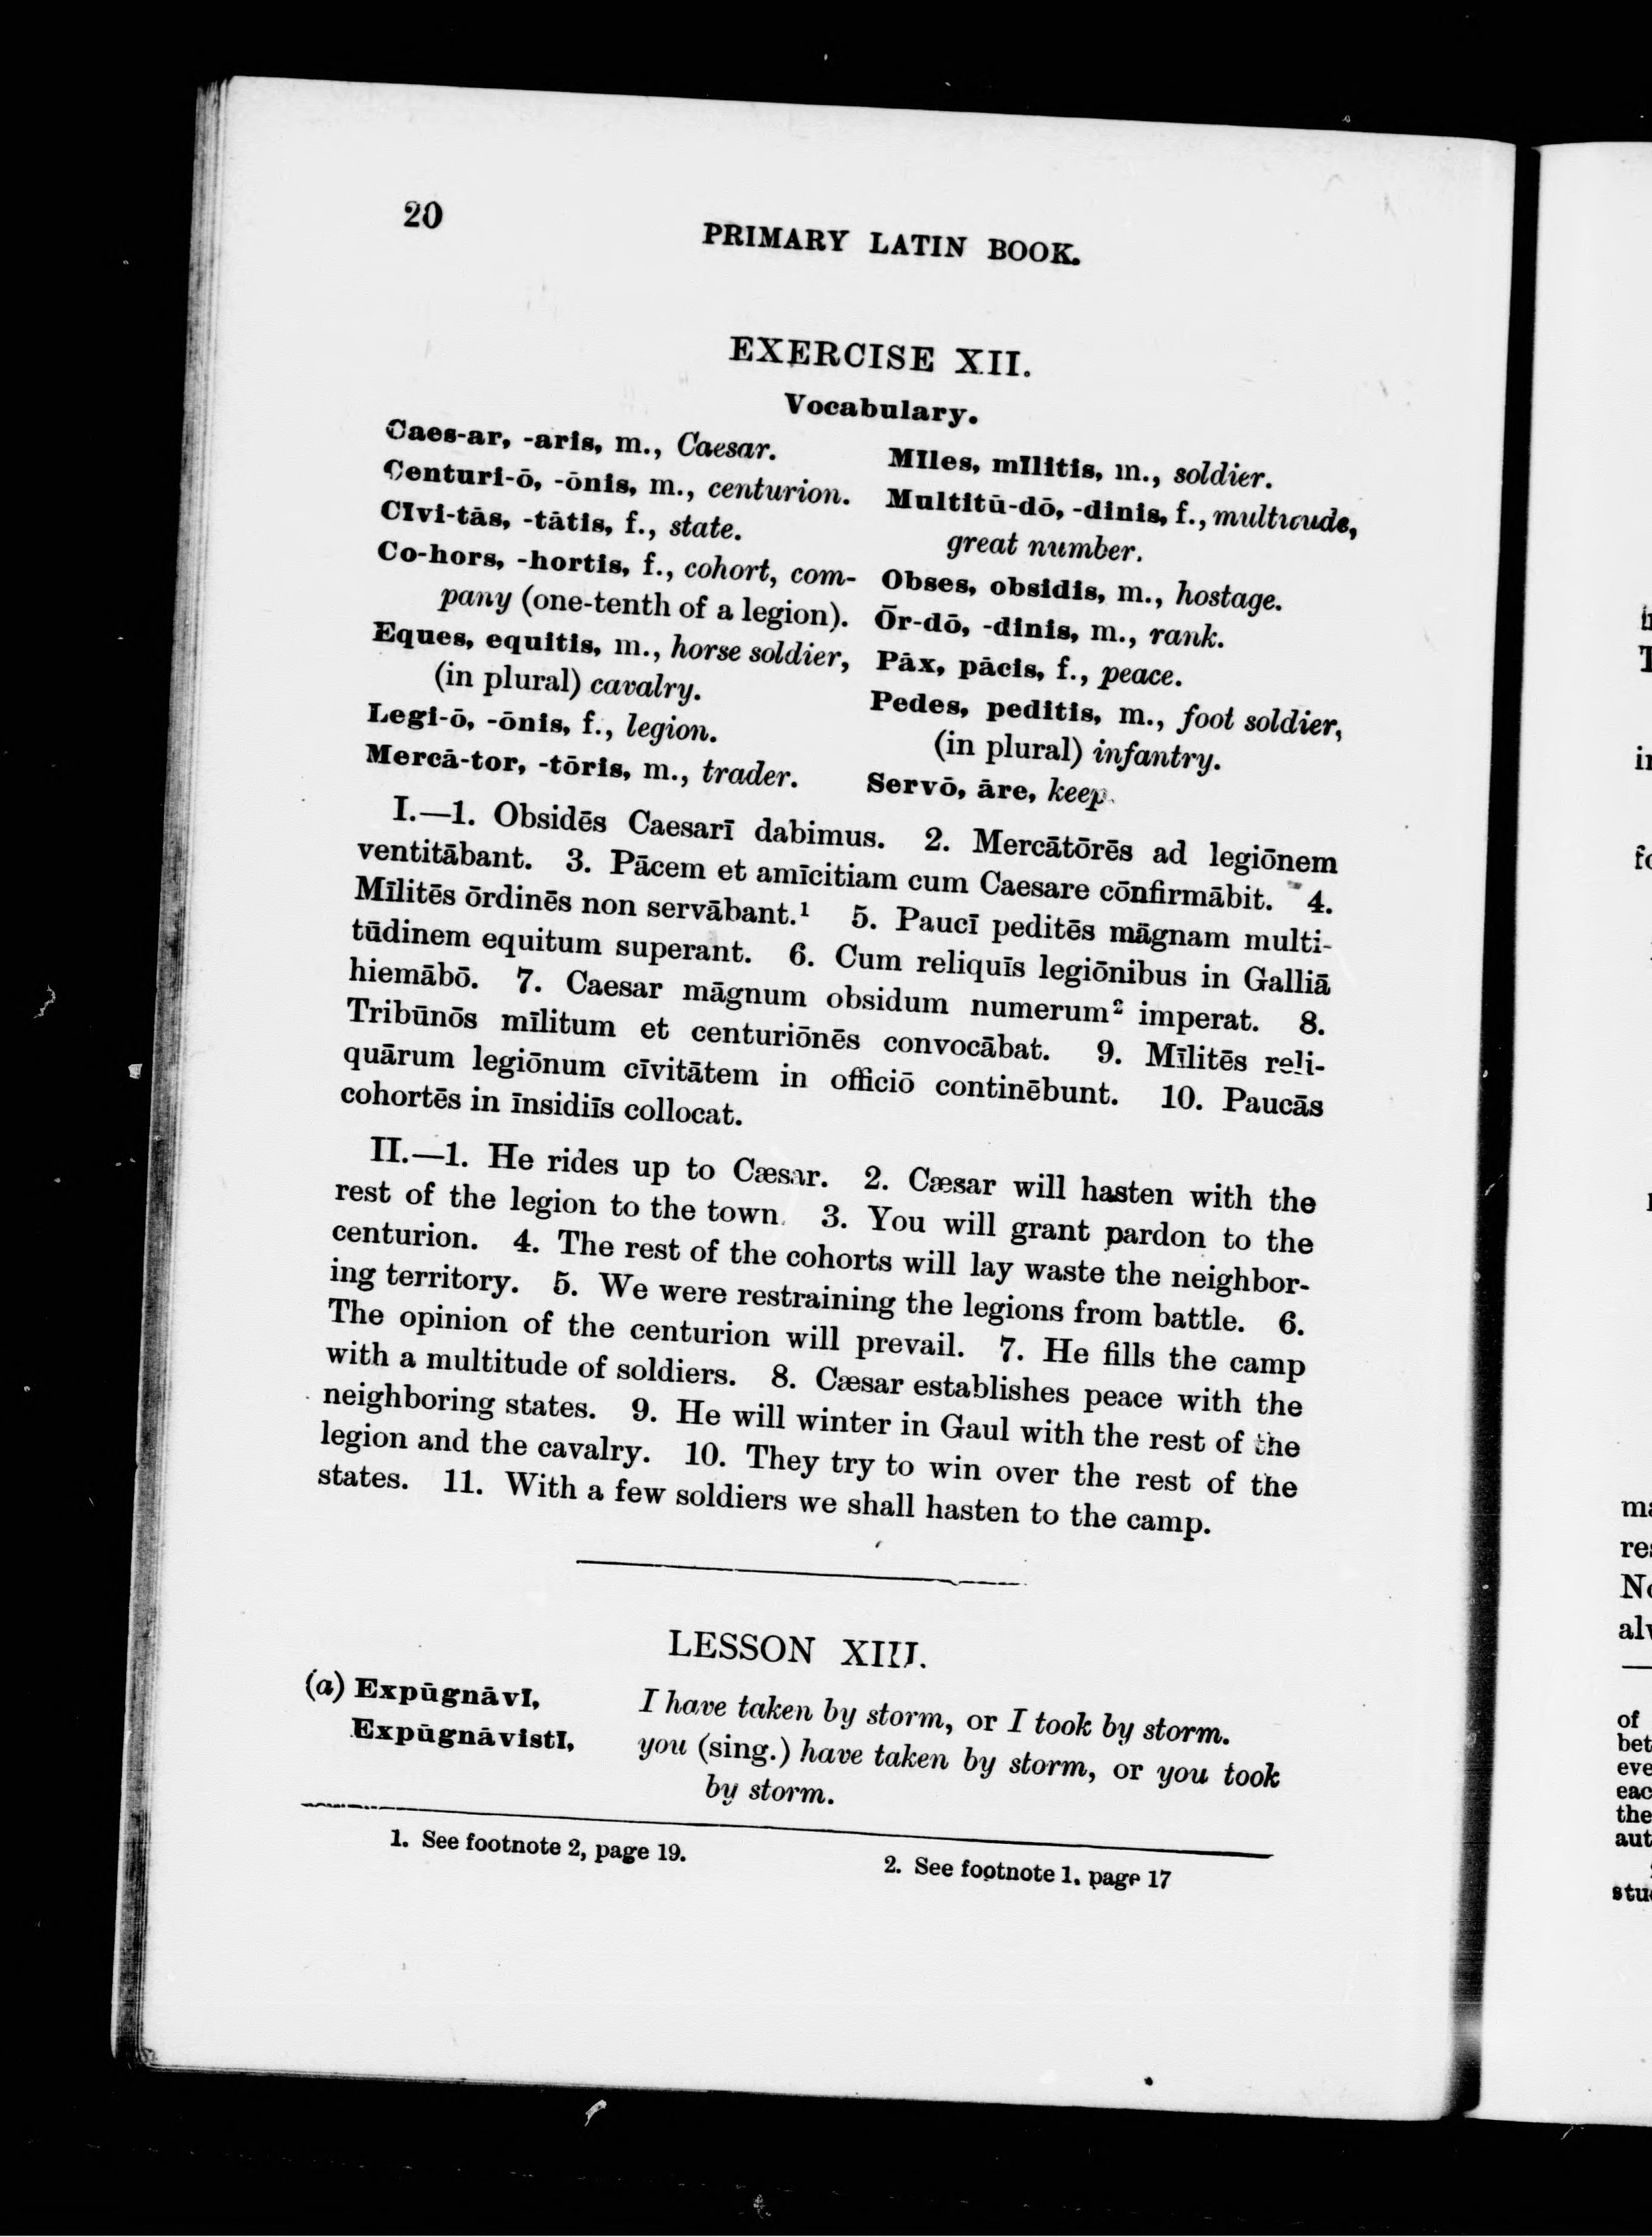 20
PRIMARY LATIN BOOK.
EXERCISE XII.
Vocabulary.
Caes-ar, -aris, m., Caesar.
Centuri-ō, -ōnis, m., centurion.
Cīvi-tās, -tātis, f., state.
Co-hors, -hortis, f., cohort, com-
pany (one-tenth of a legion).
Eques, equitis, m., horse soldier,
(in plural) cavalry.
Legi-ō, -ōnis, f., legion.
Mercā-tor, -tōris, m., trader.
Mīles, mīlitis, m., soldier.
Multitū-dō, -dinis, f., multitude,
great number.
Obses, obsidis, m., hostage.
Ōr-dō, -dinis, m., rank.
Pāx, pācis, f., peace.
Pedes, peditis, m., foot soldier,
(in plural) infantry.
Servō, āre, keep.
I.—1. Obsidēs Caesarī dabimus. 2. Mercātōrēs ad legiōnem
ventitābant. 3. Pācem et amīcitiam cum Caesare cōnfirmābit. 4.
Mīlitēs ōrdinēs non servābant.¹ 5. Paucī peditēs māgnam multi-
tūdinem equitum superant. 6. Cum reliquīs legiōnibus in Galliā
hiemābō. 7. Caesar māgnum obsidum numerum² imperat. 8.
Tribūnōs mīlitum et centuriōnēs convocābat. 9. Mīlitēs reli-
quārum legiōnum cīvitātem in officiō continēbunt. 10. Paucās
cohortēs in īnsidiīs collocat.
II.—1. He rides up to Cæsar. 2. Cæsar will hasten with the
rest of the legion to the town. 3. You will grant pardon to the
centurion. 4. The rest of the cohorts will lay waste the neighbor-
ing territory. 5. We were restraining the legions from battle. 6.
The opinion of the centurion will prevail. 7. He fills the camp
with a multitude of soldiers. 8. Cæsar establishes peace with the
neighboring states. 9. He will winter in Gaul with the rest of the
legion and the cavalry. 10. They try to win over the rest of the
states. 11. With a few soldiers we shall hasten to the camp.
LESSON XIII.
(a) Expūgnāvī, I have taken by storm, or I took by storm.
Expūgnāvistī, you (sing.) have taken by storm, or you took
by storm.
1. See footnote 2, page 19. 2. See footnote 1, page 17